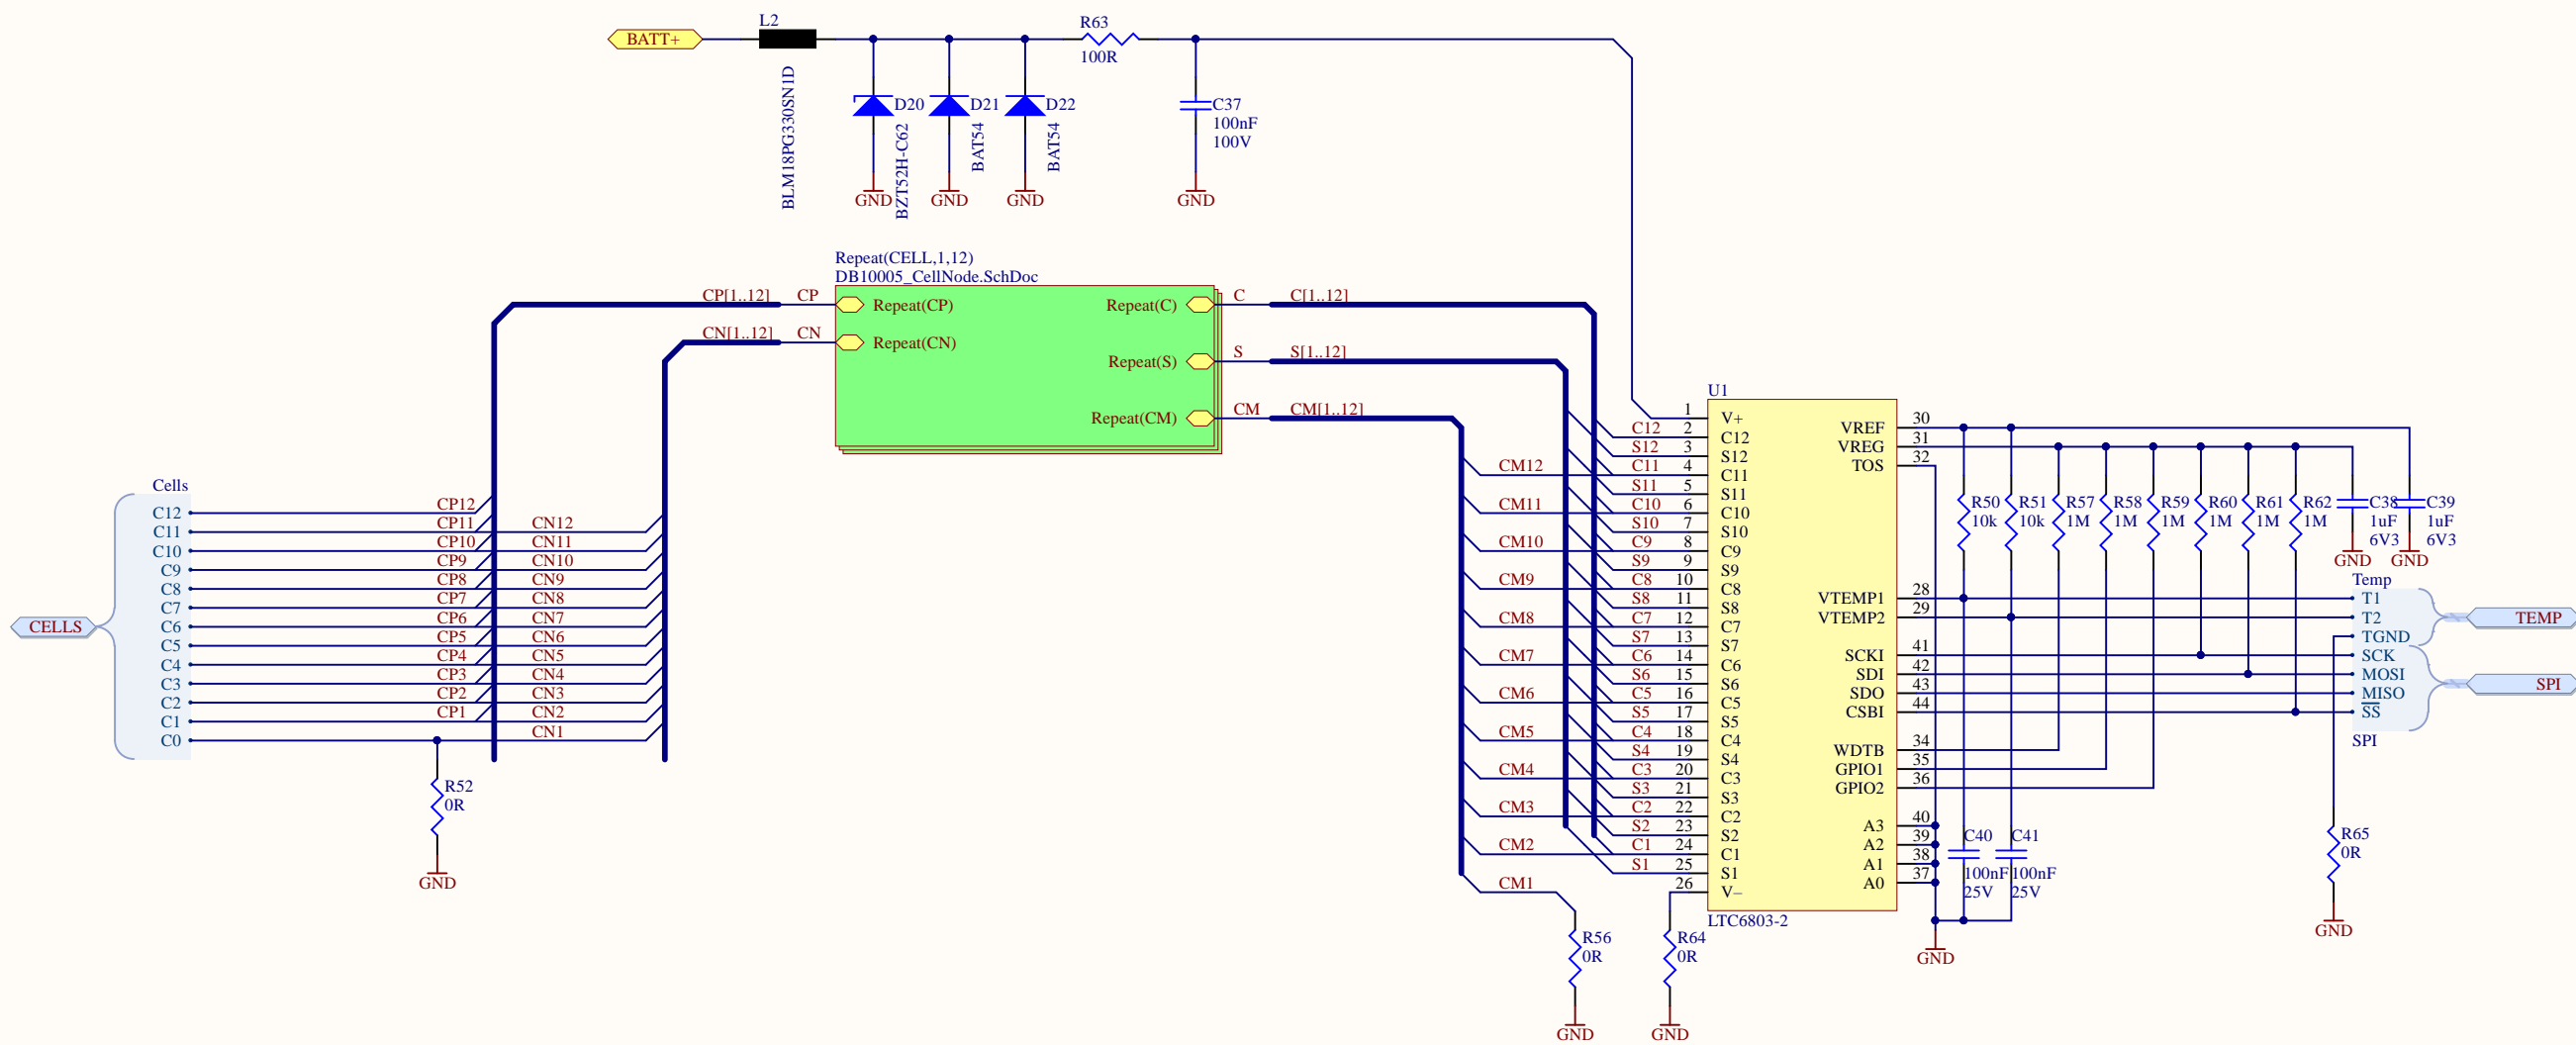 L2
BATT+
BLM18PG330SN1D
R63
100R
D20
BZT52H-C62
D21
BAT54
D22
BAT54
C37
100nF
100V
GND
GND
GND
GND
Repeat(CELL,1,12)
DB10005_CellNode.SchDoc
CP[1..12]
CP
Repeat(CP)
CN[1..12]
CN
Repeat(CN)
Repeat(C)
C
C[1..12]
Repeat(S)
S
S[1..12]
Repeat(CM)
CM
CM[1..12]
Cells
CELLS
C12
C11
C10
C9
C8
C7
C6
C5
C4
C3
C2
C1
C0
CP12
CP11
CP10
CP9
CP8
CP7
CP6
CP5
CP4
CP3
CP2
CP1
CN12
CN11
CN10
CN9
CN8
CN7
CN6
CN5
CN4
CN3
CN2
CN1
R52
0R
GND
CM12
CM11
CM10
CM9
CM8
CM7
CM6
CM5
CM4
CM3
CM2
CM1
C12
S12
C11
S11
C10
S10
C9
S9
C8
S8
C7
S7
C6
S6
C5
S5
C4
S4
C3
S3
C2
S2
C1
S1
R56
0R
GND
R64
0R
GND
U1
1 V+
2 C12
3 S12
4 C11
5 S11
6 C10
7 S10
8 C9
9 S9
10 C8
11 S8
12 C7
13 S7
14 C6
15 S6
16 C5
17 S5
18 C4
19 S4
20 C3
21 S3
22 C2
23 S2
24 C1
25 S1
26 V–
LTC6803-2
VREF 30
VREG 31
TOS 32
VTEMP1 28
VTEMP2 29
SCKI 41
SDI 42
SDO 43
CSBI 44
WDTB 34
GPIO1 35
GPIO2 36
A3 40
A2 39
A1 38
A0 37
R50
10k
R51
10k
R57
1M
R58
1M
R59
1M
R60
1M
R61
1M
R62
1M
C38
1uF
6V3
GND
C39
1uF
6V3
GND
Temp
T1
T2
TGND
TEMP
SCK
MOSI
MISO
SS
SPI
SPI
C40
100nF
25V
C41
100nF
25V
GND
R65
0R
GND